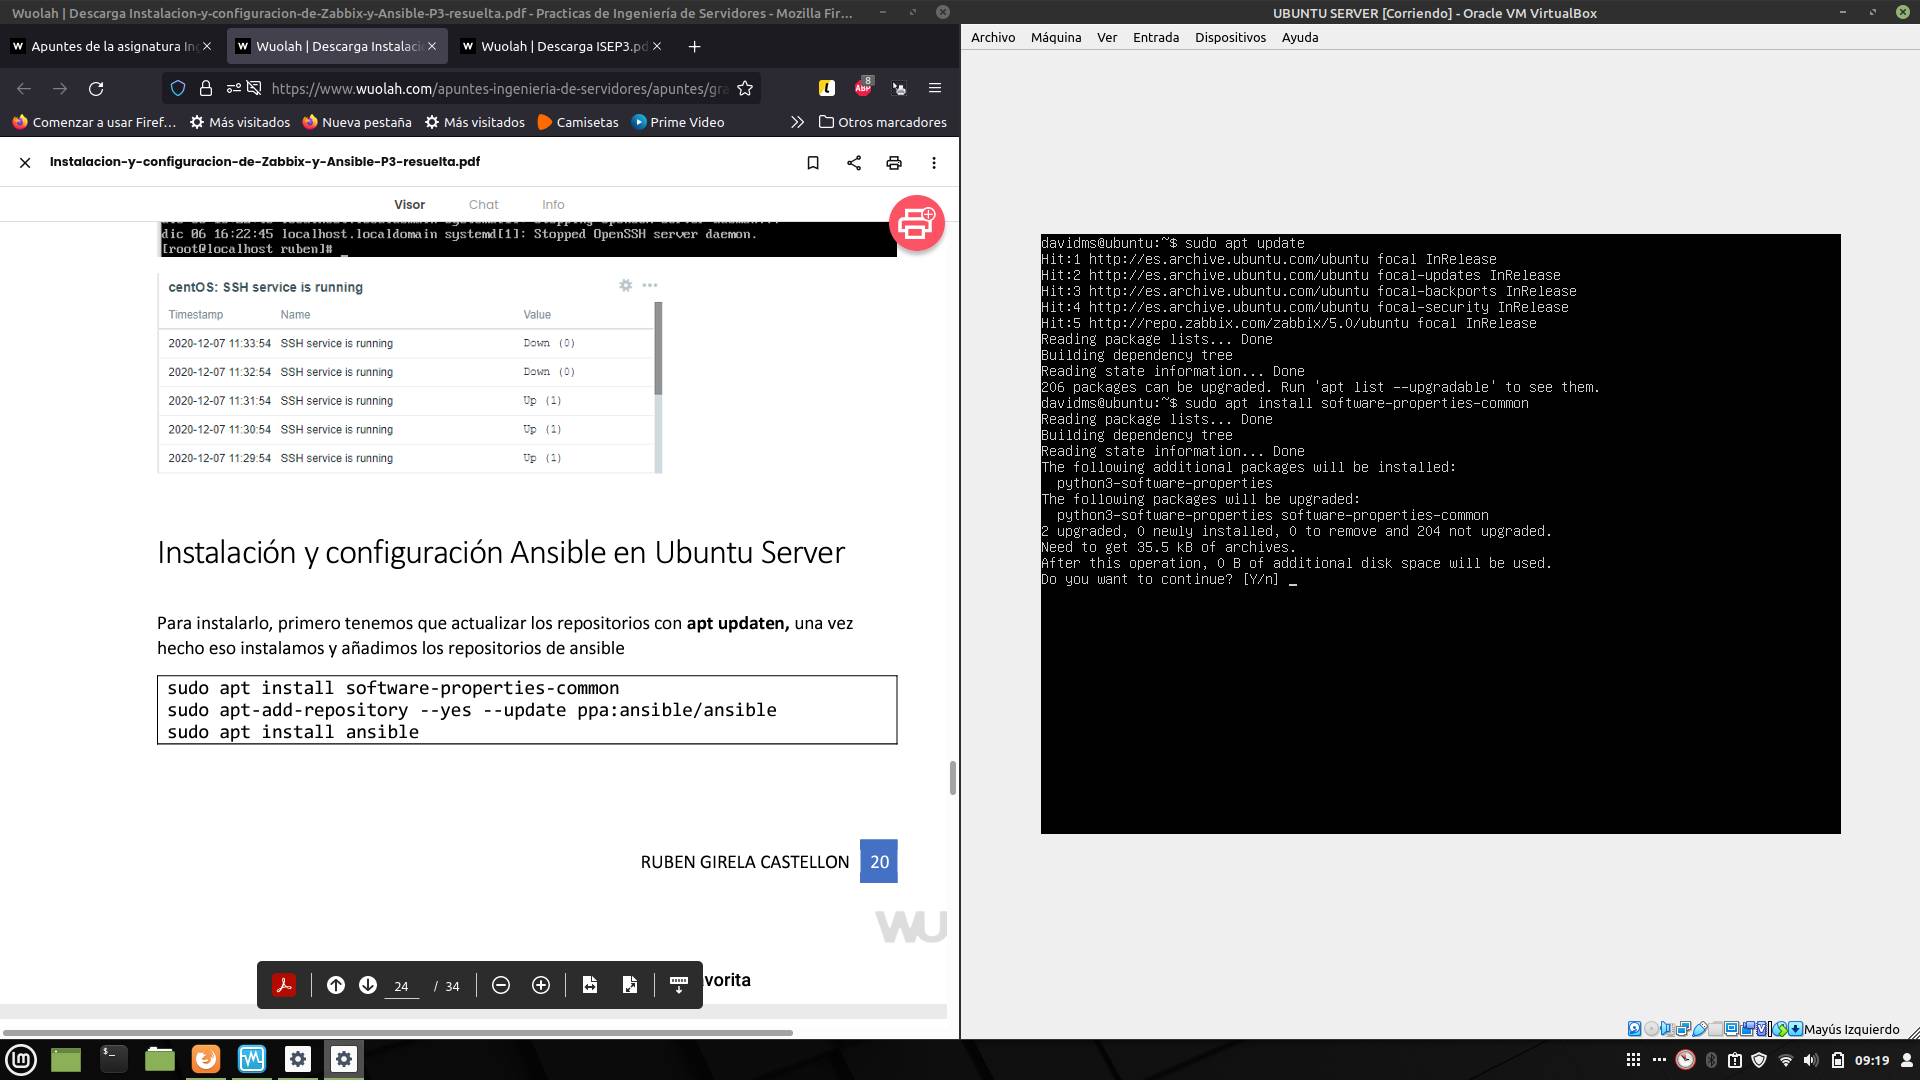 Wuolah | Descarga Instalacion-y-configuracion-de-Zabbix-y-Ansible-P3-resuelta.pdf - Practicas de Ingeniería de Servidores - Mozilla Fir...
Apuntes de la asignatura In
Wuolah | Descarga Instalaci
Wuolah | Descarga ISEP3.pd
https://www.wuolah.com/apuntes-ingenieria-de-servidores/apuntes/gra
8
ABP
Comenzar a usar Firef...
Más visitados
Nueva pestaña
Más visitados
Camisetas
Prime Video
Otros marcadores
Instalacion-y-configuracion-de-Zabbix-y-Ansible-P3-resuelta.pdf
Visor
Chat
Info
dic 06 16:22:45 localhost.localdomain systemd[1]: Stopped OpenSSH server daemon.
[root@localhost ruben]# _
centOS: SSH service is running
Timestamp Name Value
2020-12-07 11:33:54 SSH service is running Down (0)
2020-12-07 11:32:54 SSH service is running Down (0)
2020-12-07 11:31:54 SSH service is running Up (1)
2020-12-07 11:30:54 SSH service is running Up (1)
2020-12-07 11:29:54 SSH service is running Up (1)
Instalación y configuración Ansible en Ubuntu Server
Para instalarlo, primero tenemos que actualizar los repositorios con apt updaten, una vez
hecho eso instalamos y añadimos los repositorios de ansible
sudo apt install software-properties-common
sudo apt-add-repository --yes --update ppa:ansible/ansible
sudo apt install ansible
RUBEN GIRELA CASTELLON 20
WU
24 / 34
vorita
UBUNTU SERVER [Corriendo] - Oracle VM VirtualBox
Archivo Máquina Ver Entrada Dispositivos Ayuda
davidms@ubuntu:~$ sudo apt update
Hit:1 http://es.archive.ubuntu.com/ubuntu focal InRelease
Hit:2 http://es.archive.ubuntu.com/ubuntu focal-updates InRelease
Hit:3 http://es.archive.ubuntu.com/ubuntu focal-backports InRelease
Hit:4 http://es.archive.ubuntu.com/ubuntu focal-security InRelease
Hit:5 http://repo.zabbix.com/zabbix/5.0/ubuntu focal InRelease
Reading package lists... Done
Building dependency tree
Reading state information... Done
206 packages can be upgraded. Run 'apt list --upgradable' to see them.
davidms@ubuntu:~$ sudo apt install software-properties-common
Reading package lists... Done
Building dependency tree
Reading state information... Done
The following additional packages will be installed:
python3-software-properties
The following packages will be upgraded:
python3-software-properties software-properties-common
2 upgraded, 0 newly installed, 0 to remove and 204 not upgraded.
Need to get 35.5 kB of archives.
After this operation, 0 B of additional disk space will be used.
Do you want to continue? [Y/n] _
Mayús Izquierdo
09:19